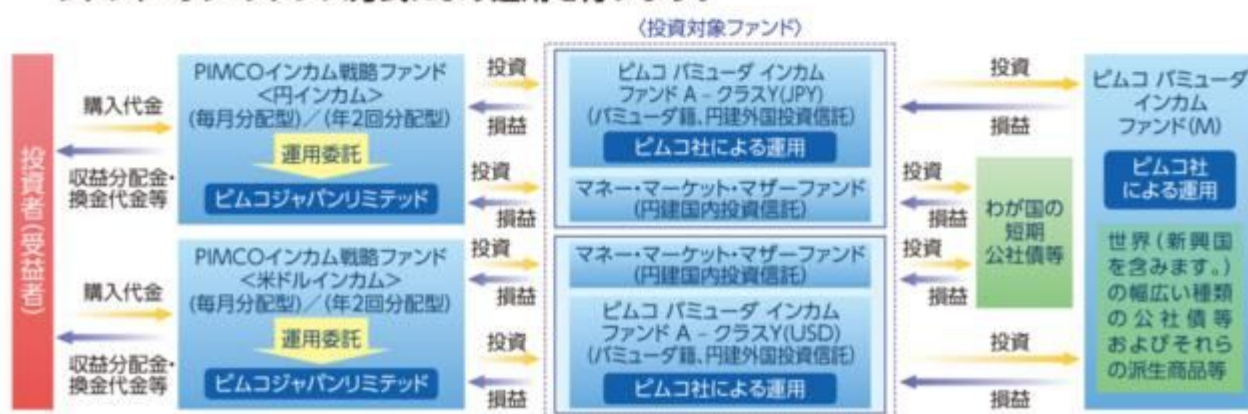 〈投資対象ファンド〉
投資者(受益者)
購入代金
収益分配金・
換金代金等
PIMCOインカム戦略ファンド
<円インカム>
(毎月分配型)／(年2回分配型)
運用委託
ピムコジャパンリミテッド
投資
損益
投資
損益
ピムコ バミューダ インカム
ファンド A – クラスY(JPY)
(バミューダ籍、円建外国投資信託)
ピムコ社による運用
マネー・マーケット・マザーファンド
(円建国内投資信託)
投資
損益
投資
損益
購入代金
収益分配金・
換金代金等
PIMCOインカム戦略ファンド
<米ドルインカム>
(毎月分配型)／(年2回分配型)
運用委託
ピムコジャパンリミテッド
投資
損益
投資
損益
マネー・マーケット・マザーファンド
(円建国内投資信託)
ピムコ バミューダ インカム
ファンド A – クラスY(USD)
(バミューダ籍、円建外国投資信託)
ピムコ社による運用
投資
損益
投資
損益
わが国の
短期
公社債等
ピムコ バミューダ
インカム
ファンド(M)
ピムコ社
による運用
世界(新興国
を含みます。)
の幅広い種類
の公社債等
およびそれら
の派生商品等